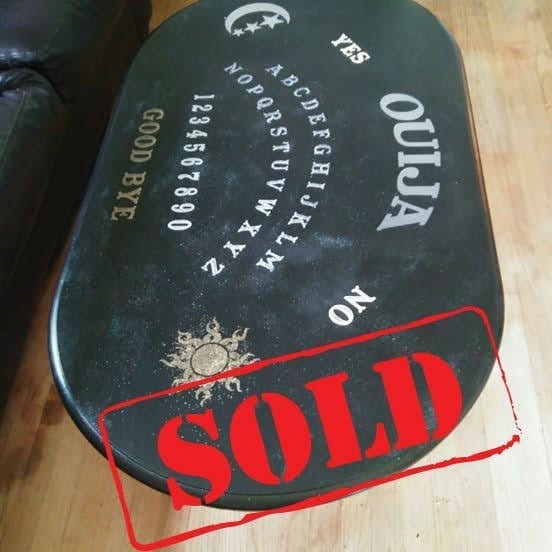 OUIJA
YES
NO
ABCDEFGHIJKLM
NOPQRSTUVWXYZ
1234567890
GOOD BYE
SOLD